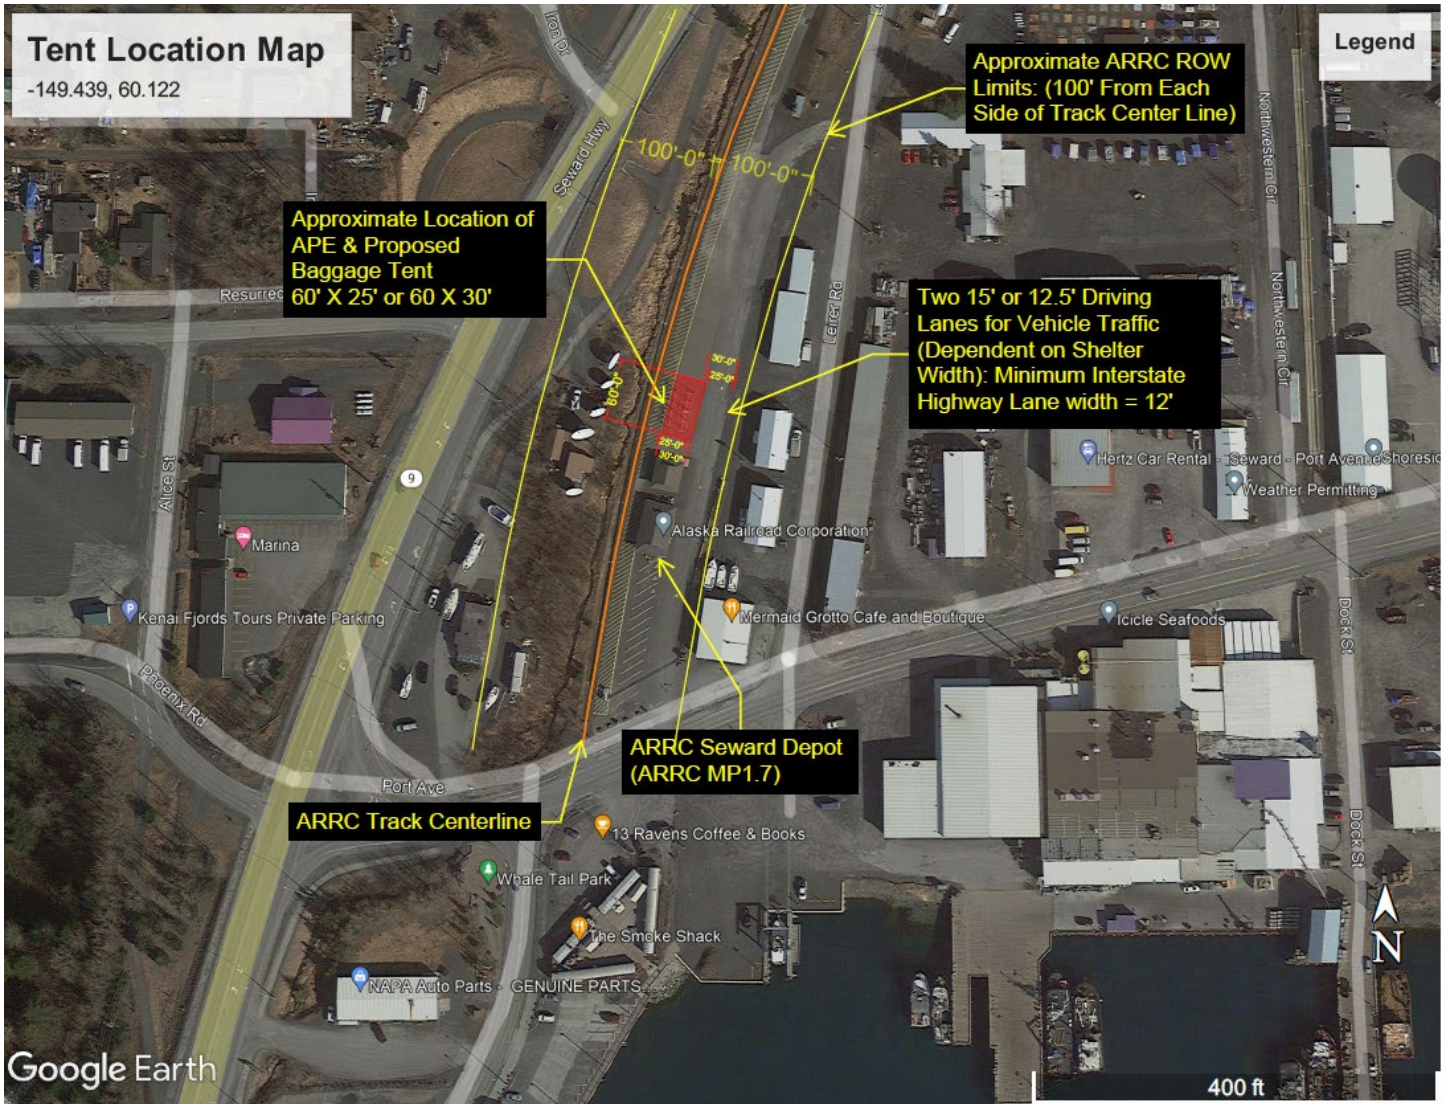 Tent Location Map
-149.439, 60.122
Legend
Iron Dr
Seward Hwy
Approximate ARRC ROW
Limits: (100' From Each
Side of Track Center Line)
Northwestern Cir
100'-0"
100'-0"
Approximate Location of
APE & Proposed
Baggage Tent
60' X 25' or 60 X 30'
Resurrec
Leirer Rd
Northwestern Cir
Two 15' or 12.5' Driving
Lanes for Vehicle Traffic
(Dependent on Shelter
Width): Minimum Interstate
Highway Lane width = 12'
30'-0"
25'-0"
60'-0"
25'-0"
30'-0"
Alice St
9
Hertz Car Rental - Seward - Port Avenue
Shoresid
Weather Permitting
Alaska Railroad Corporation
Marina
P
Kenai Fjords Tours Private Parking
Mermaid Grotto Cafe and Boutique
Icicle Seafoods
Dock St
Phoenix Rd
ARRC Seward Depot
(ARRC MP1.7)
Port Ave
ARRC Track Centerline
13 Ravens Coffee & Books
Dock St
Whale Tail Park
The Smoke Shack
N
NAPA Auto Parts - GENUINE PARTS...
Google Earth
400 ft